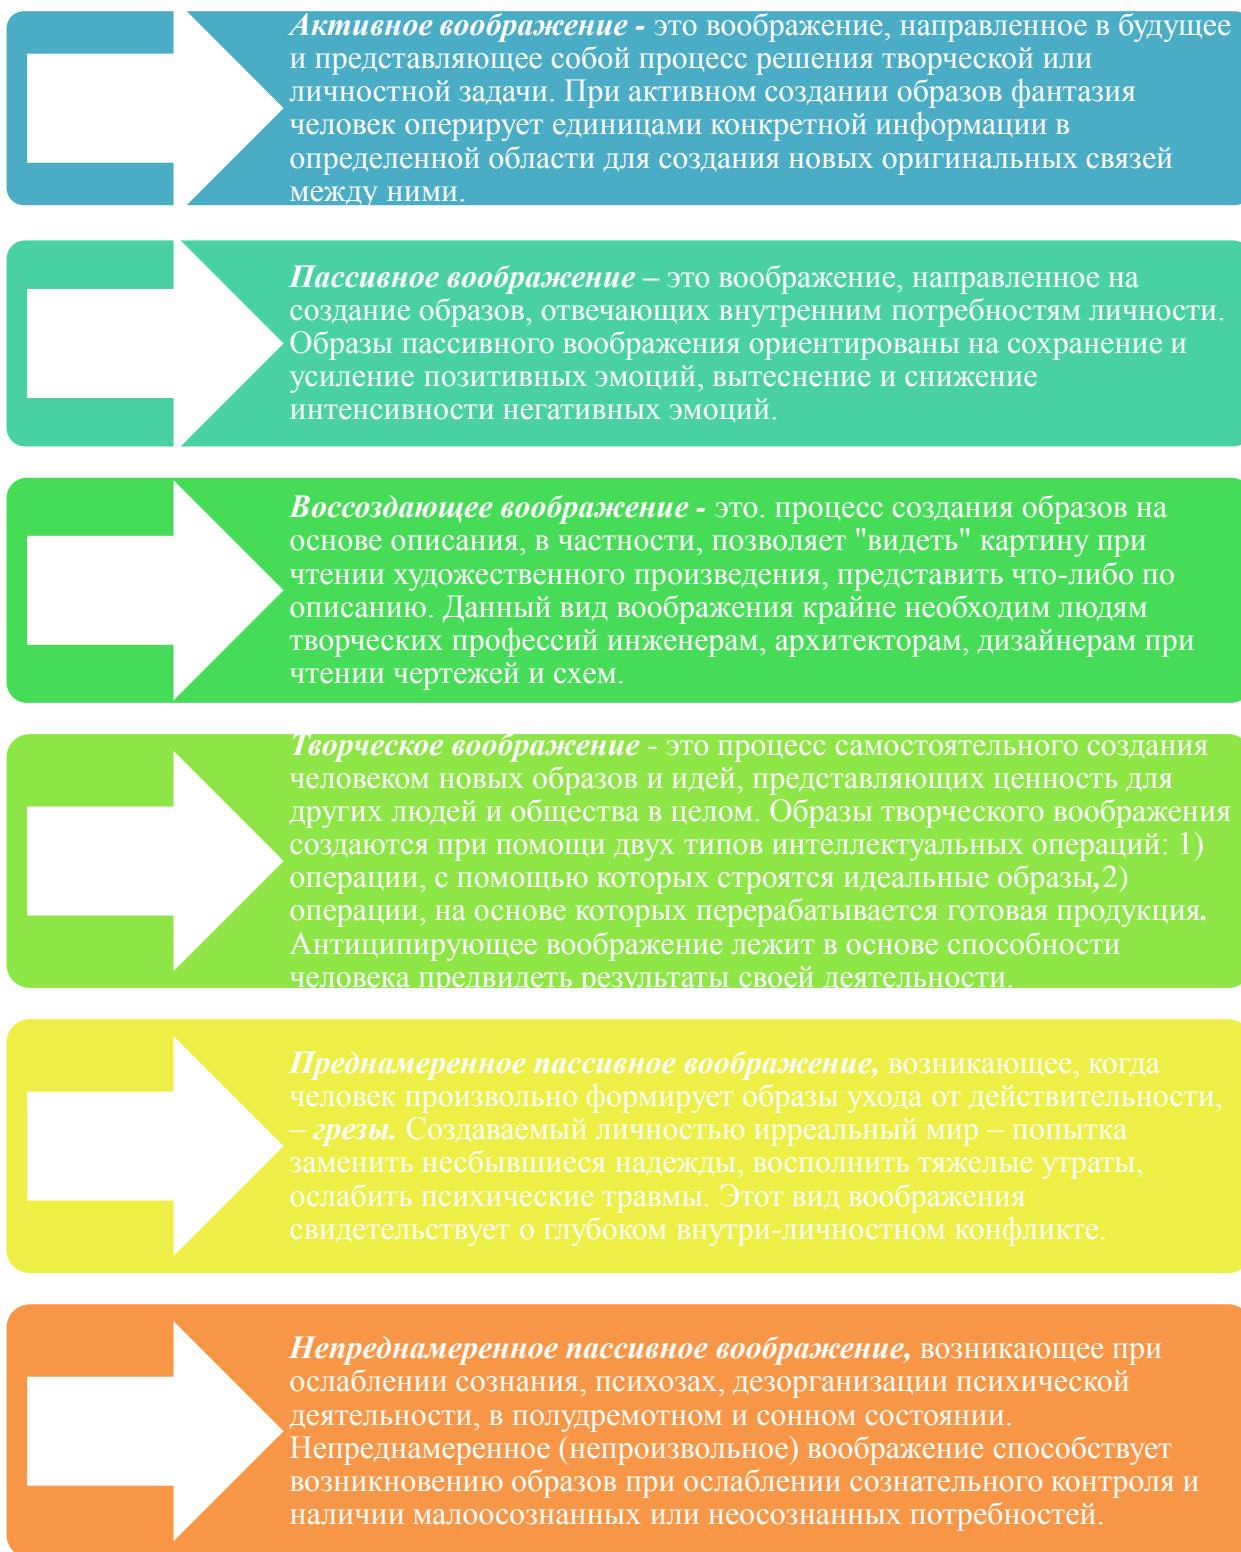 Активное воображение - это воображение, направленное в будущее
и представляющее собой процесс решения творческой или
личностной задачи. При активном создании образов фантазия
человек оперирует единицами конкретной информации в
определенной области для создания новых оригинальных связей
между ними.
Пассивное воображение – это воображение, направленное на
создание образов, отвечающих внутренним потребностям личности.
Образы пассивного воображения ориентированы на сохранение и
усиление позитивных эмоций, вытеснение и снижение
интенсивности негативных эмоций.
Воссоздающее воображение - это. процесс создания образов на
основе описания, в частности, позволяет "видеть" картину при
чтении художественного произведения, представить что-либо по
описанию. Данный вид воображения крайне необходим людям
творческих профессий инженерам, архитекторам, дизайнерам при
чтении чертежей и схем.
Творческое воображение - это процесс самостоятельного создания
человеком новых образов и идей, представляющих ценность для
других людей и общества в целом. Образы творческого воображения
создаются при помощи двух типов интеллектуальных операций: 1)
операции, с помощью которых строятся идеальные образы,2)
операции, на основе которых перерабатывается готовая продукция.
Антиципирующее воображение лежит в основе способности
человека предвидеть результаты своей деятельности.
Преднамеренное пассивное воображение, возникающее, когда
человек произвольно формирует образы ухода от действительности,
– грезы. Создаваемый личностью ирреальный мир – попытка
заменить несбывшиеся надежды, восполнить тяжелые утраты,
ослабить психические травмы. Этот вид воображения
свидетельствует о глубоком внутри-личностном конфликте.
Непреднамеренное пассивное воображение, возникающее при
ослаблении сознания, психозах, дезорганизации психической
деятельности, в полудремотном и сонном состоянии.
Непреднамеренное (непроизвольное) воображение способствует
возникновению образов при ослаблении сознательного контроля и
наличии малоосознанных или неосознанных потребностей.